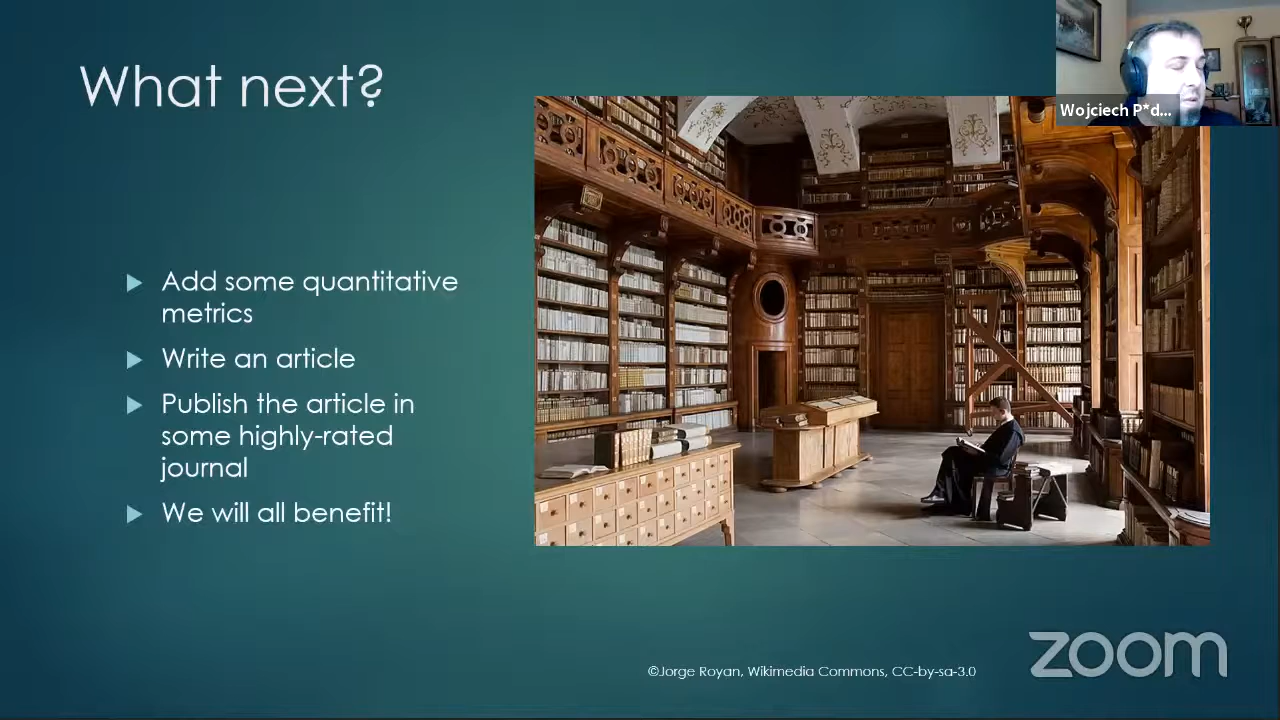 What next?
Wojciech P*d...
Add some quantitative
metrics
Write an article
Publish the article in
some highly-rated
journal
We will all benefit!
©Jorge Royan, Wikimedia Commons, CC-by-sa-3.0
zoom